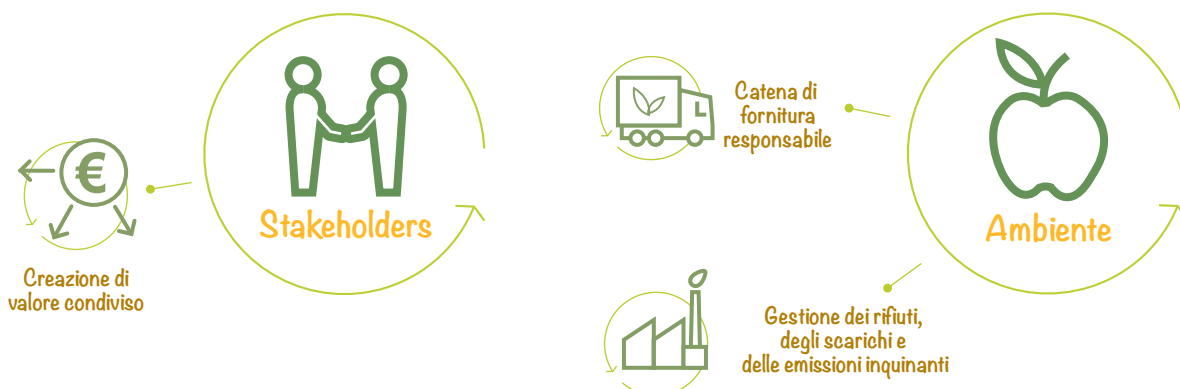 Stakeholders
€
Creazione di
valore condiviso
Catena di
fornitura
responsabile
Ambiente
Gestione dei rifiuti,
degli scarichi e
delle emissioni inquinanti